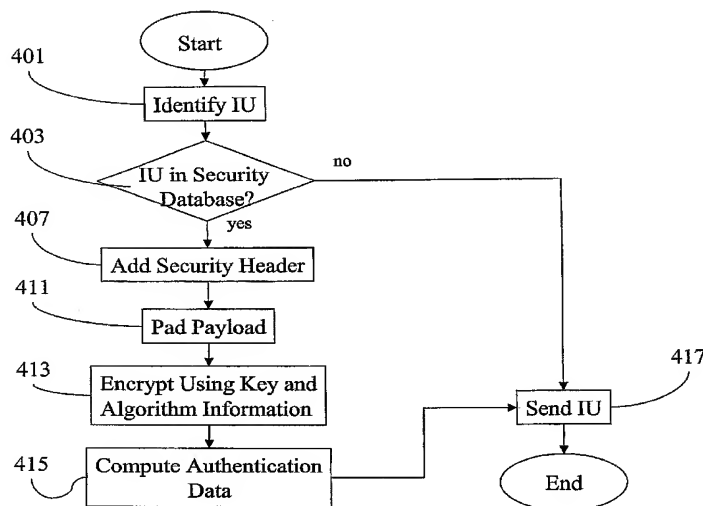 Start
401
Identify IU
403
no
IU in Security
Database?
yes
407
Add Security Header
411
Pad Payload
413
Encrypt Using Key and
Algorithm Information
417
Send IU
415
Compute Authentication
Data
End